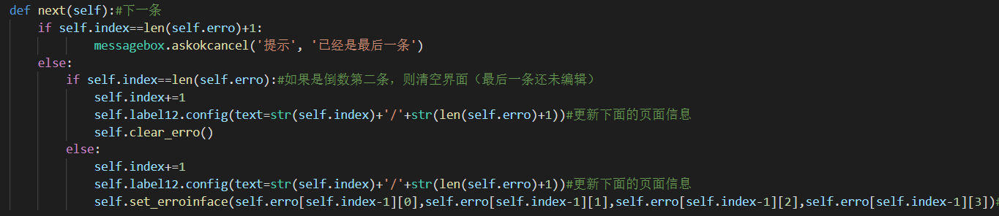 def next(self):#下一条
    if self.index==len(self.erro)+1:
            messagebox.askokcancel('提示', '已经是最后一条')
    else:
        if self.index==len(self.erro):#如果是倒数第二条，则清空界面（最后一条还未编辑）
            self.index+=1
            self.label12.config(text=str(self.index)+'/'+str(len(self.erro)+1))#更新下面的页面信息
            self.clear_erro()
        else:
            self.index+=1
            self.label12.config(text=str(self.index)+'/'+str(len(self.erro)+1))#更新下面的页面信息
            self.set_erroinface(self.erro[self.index-1][0],self.erro[self.index-1][1],self.erro[self.index-1][2],self.erro[self.index-1][3])#